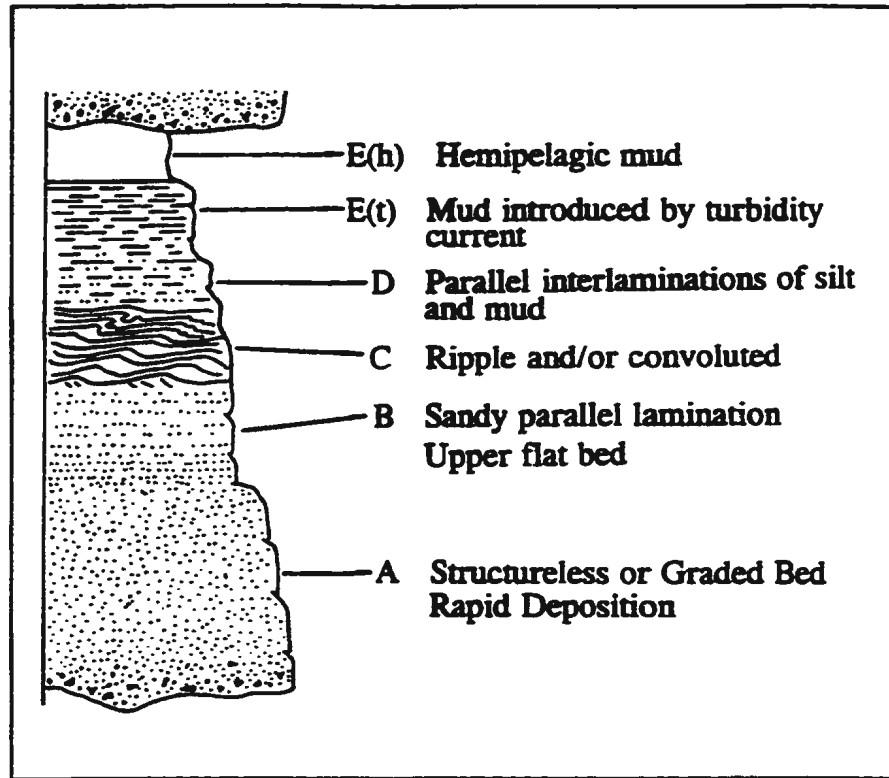 E(h) Hemipelagic mud
E(t) Mud introduced by turbidity
current
D Parallel interlaminations of silt
and mud
C Ripple and/or convoluted
B Sandy parallel lamination
Upper flat bed
A Structureless or Graded Bed
Rapid Deposition